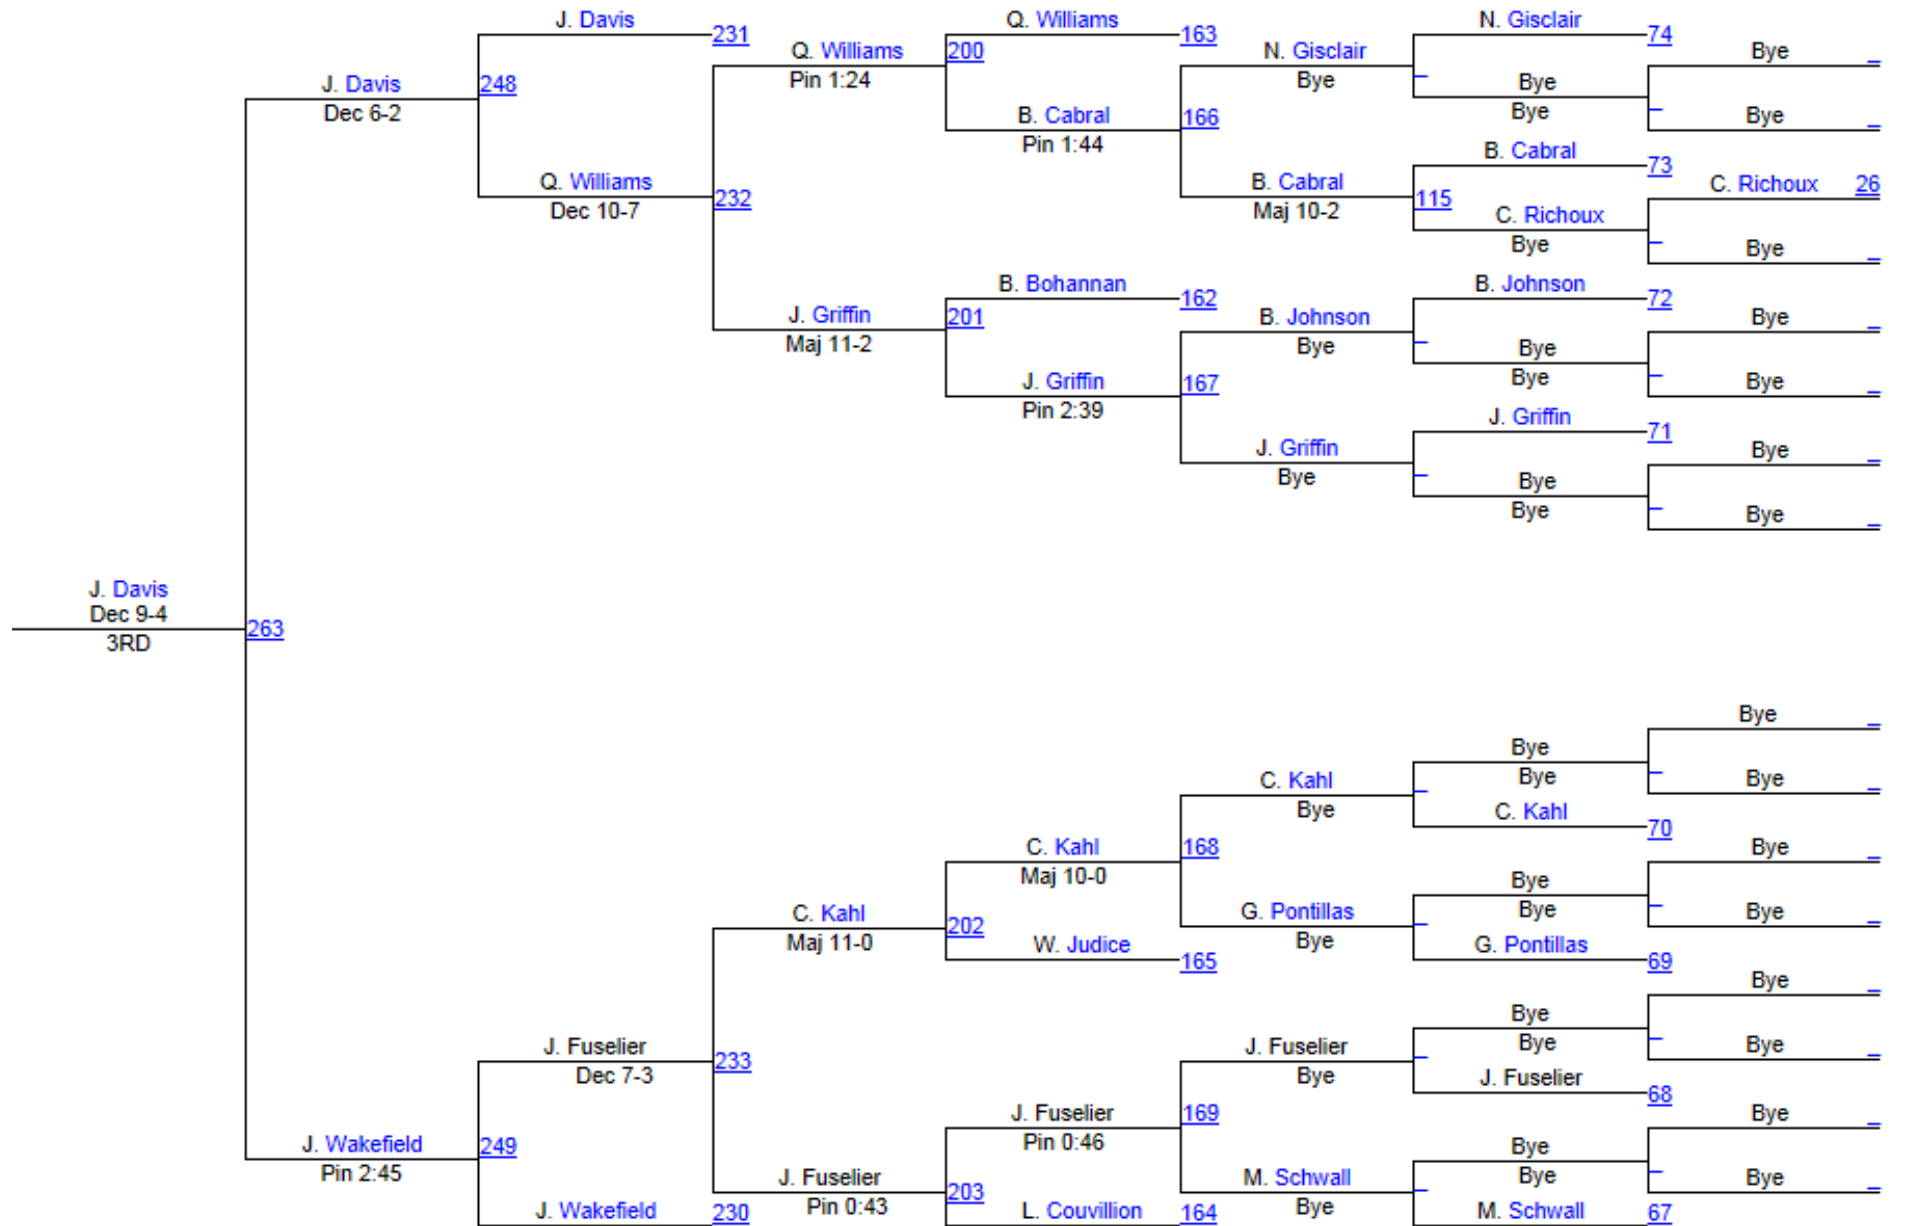 J. Davis
231
Q. Williams
163
N. Gisclair
74
Q. Williams
200
Pin 1:24
N. Gisclair
Bye
Bye
_
J. Davis
Dec 6-2
248
_
Bye
Bye
_
B. Cabral
Pin 1:44
166
Bye
_
B. Cabral
73
Q. Williams
Dec 10-7
232
B. Cabral
Maj 10-2
115
C. Richoux 26
C. Richoux
Bye
_
Bye
_
B. Bohannan
162
B. Johnson
72
J. Griffin
Maj 11-2
201
B. Johnson
Bye
Bye
_
_
Bye
Bye
_
J. Griffin
Pin 2:39
167
Bye
_
J. Griffin
71
J. Griffin
Bye
Bye
_
_
Bye
Bye
_
Bye
_
J. Davis
Dec 9-4
3RD
263
Bye
_
Bye
Bye
_
C. Kahl
Bye
_
Bye
_
C. Kahl
70
C. Kahl
Maj 10-0
168
Bye
_
Bye
Bye
_
C. Kahl
Maj 11-0
202
G. Pontillas
Bye
_
Bye
_
W. Judice
165
G. Pontillas
69
Bye
_
Bye
Bye
_
J. Fuselier
Dec 7-3
233
J. Fuselier
Bye
_
Bye
_
J. Fuselier
68
J. Fuselier
Pin 0:46
169
Bye
_
Bye
Bye
_
J. Wakefield
Pin 2:45
249
J. Fuselier
Pin 0:43
203
M. Schwall
Bye
_
Bye
_
J. Wakefield
230
L. Couvillion
164
M. Schwall
67